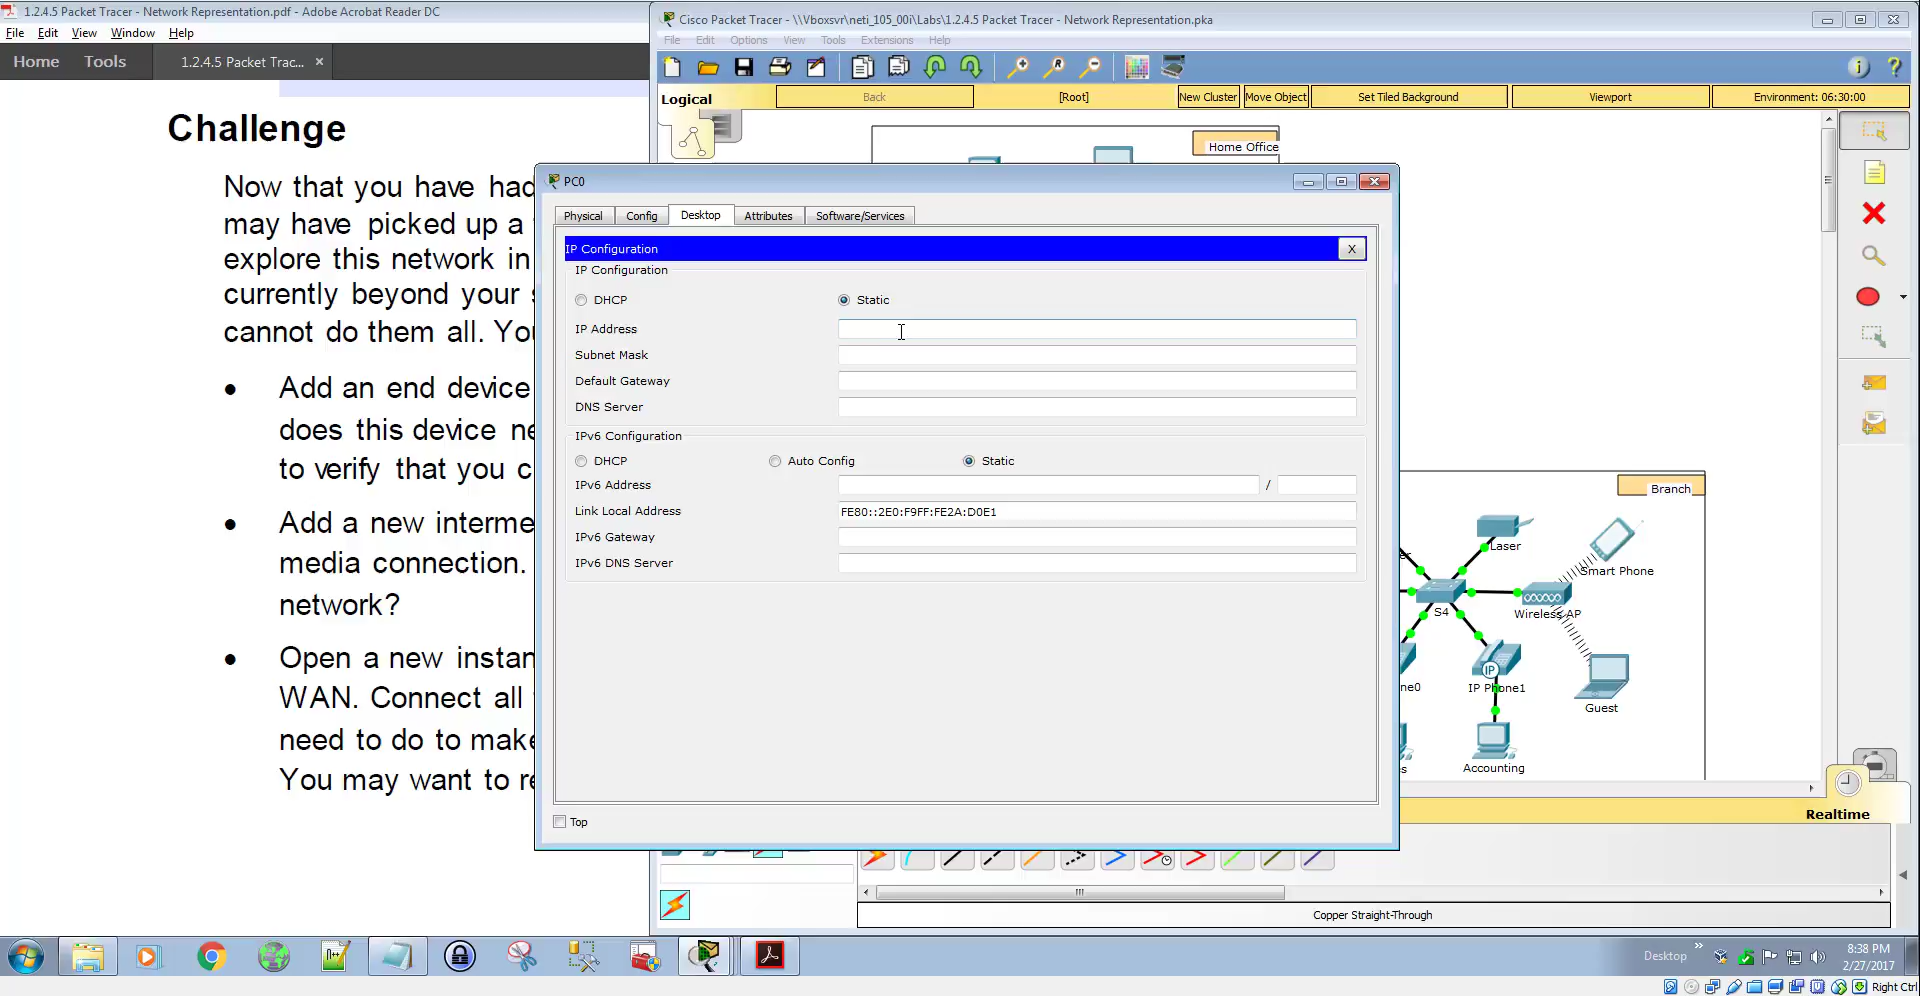 1.2.4.5 Packet Tracer - Network Representation.pdf - Adobe Acrobat Reader DC
File Edit View Window Help
Home Tools 1.2.4.5 Packet Trac... ×
Challenge
Now that you have had
may have picked up a
explore this network in
currently beyond your
cannot do them all. You
• Add an end device
does this device ne
to verify that you c
• Add a new interme
media connection.
network?
• Open a new instan
WAN. Connect all
need to do to make
You may want to re
Cisco Packet Tracer - \\Vboxsvr\neti_105_00i\Labs\1.2.4.5 Packet Tracer - Network Representation.pka
File Edit Options View Tools Extensions Help
Logical Back [Root] New Cluster Move Object Set Tiled Background Viewport Environment: 06:30:00
Home Office
PC0
Physical Config Desktop Attributes Software/Services
IP Configuration X
IP Configuration
DHCP Static
IP Address
Subnet Mask
Default Gateway
DNS Server
IPv6 Configuration
DHCP Auto Config Static
IPv6 Address /
Link Local Address FE80::2E0:F9FF:FE2A:D0E1
IPv6 Gateway
IPv6 DNS Server
Top
Branch
Laser
Smart Phone
S4
Wireless AP
IP
ne0
IP Phone1
Guest
Accounting
Realtime
Copper Straight-Through
Desktop
8:38 PM
2/27/2017
Right Ctrl